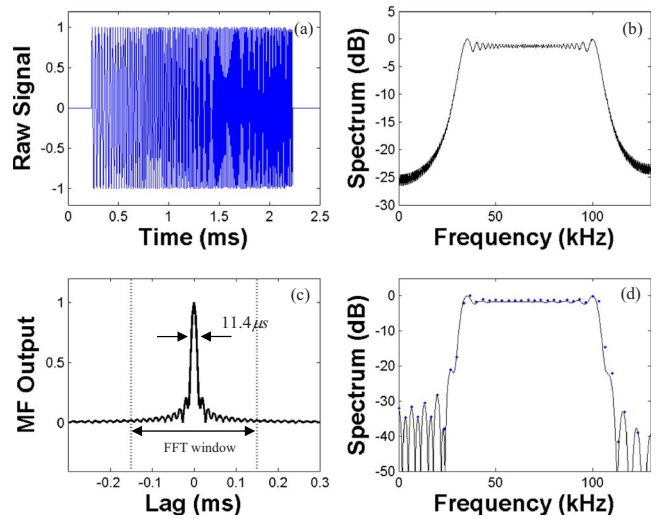 (a)
1
0.5
0
-0.5
-1
0 0.5 1 1.5 2 2.5
Raw Signal
Time (ms)
(b)
5
0
-5
-10
-15
-20
-25
-30
0 50 100
Spectrum (dB)
Frequency (kHz)
(c)
1
0
11.4 μs
FFT window
-0.2 -0.1 0 0.1 0.2 0.3
MF Output
Lag (ms)
(d)
10
0
-10
-20
-30
-40
-50
0 50 100
Spectrum (dB)
Frequency (kHz)